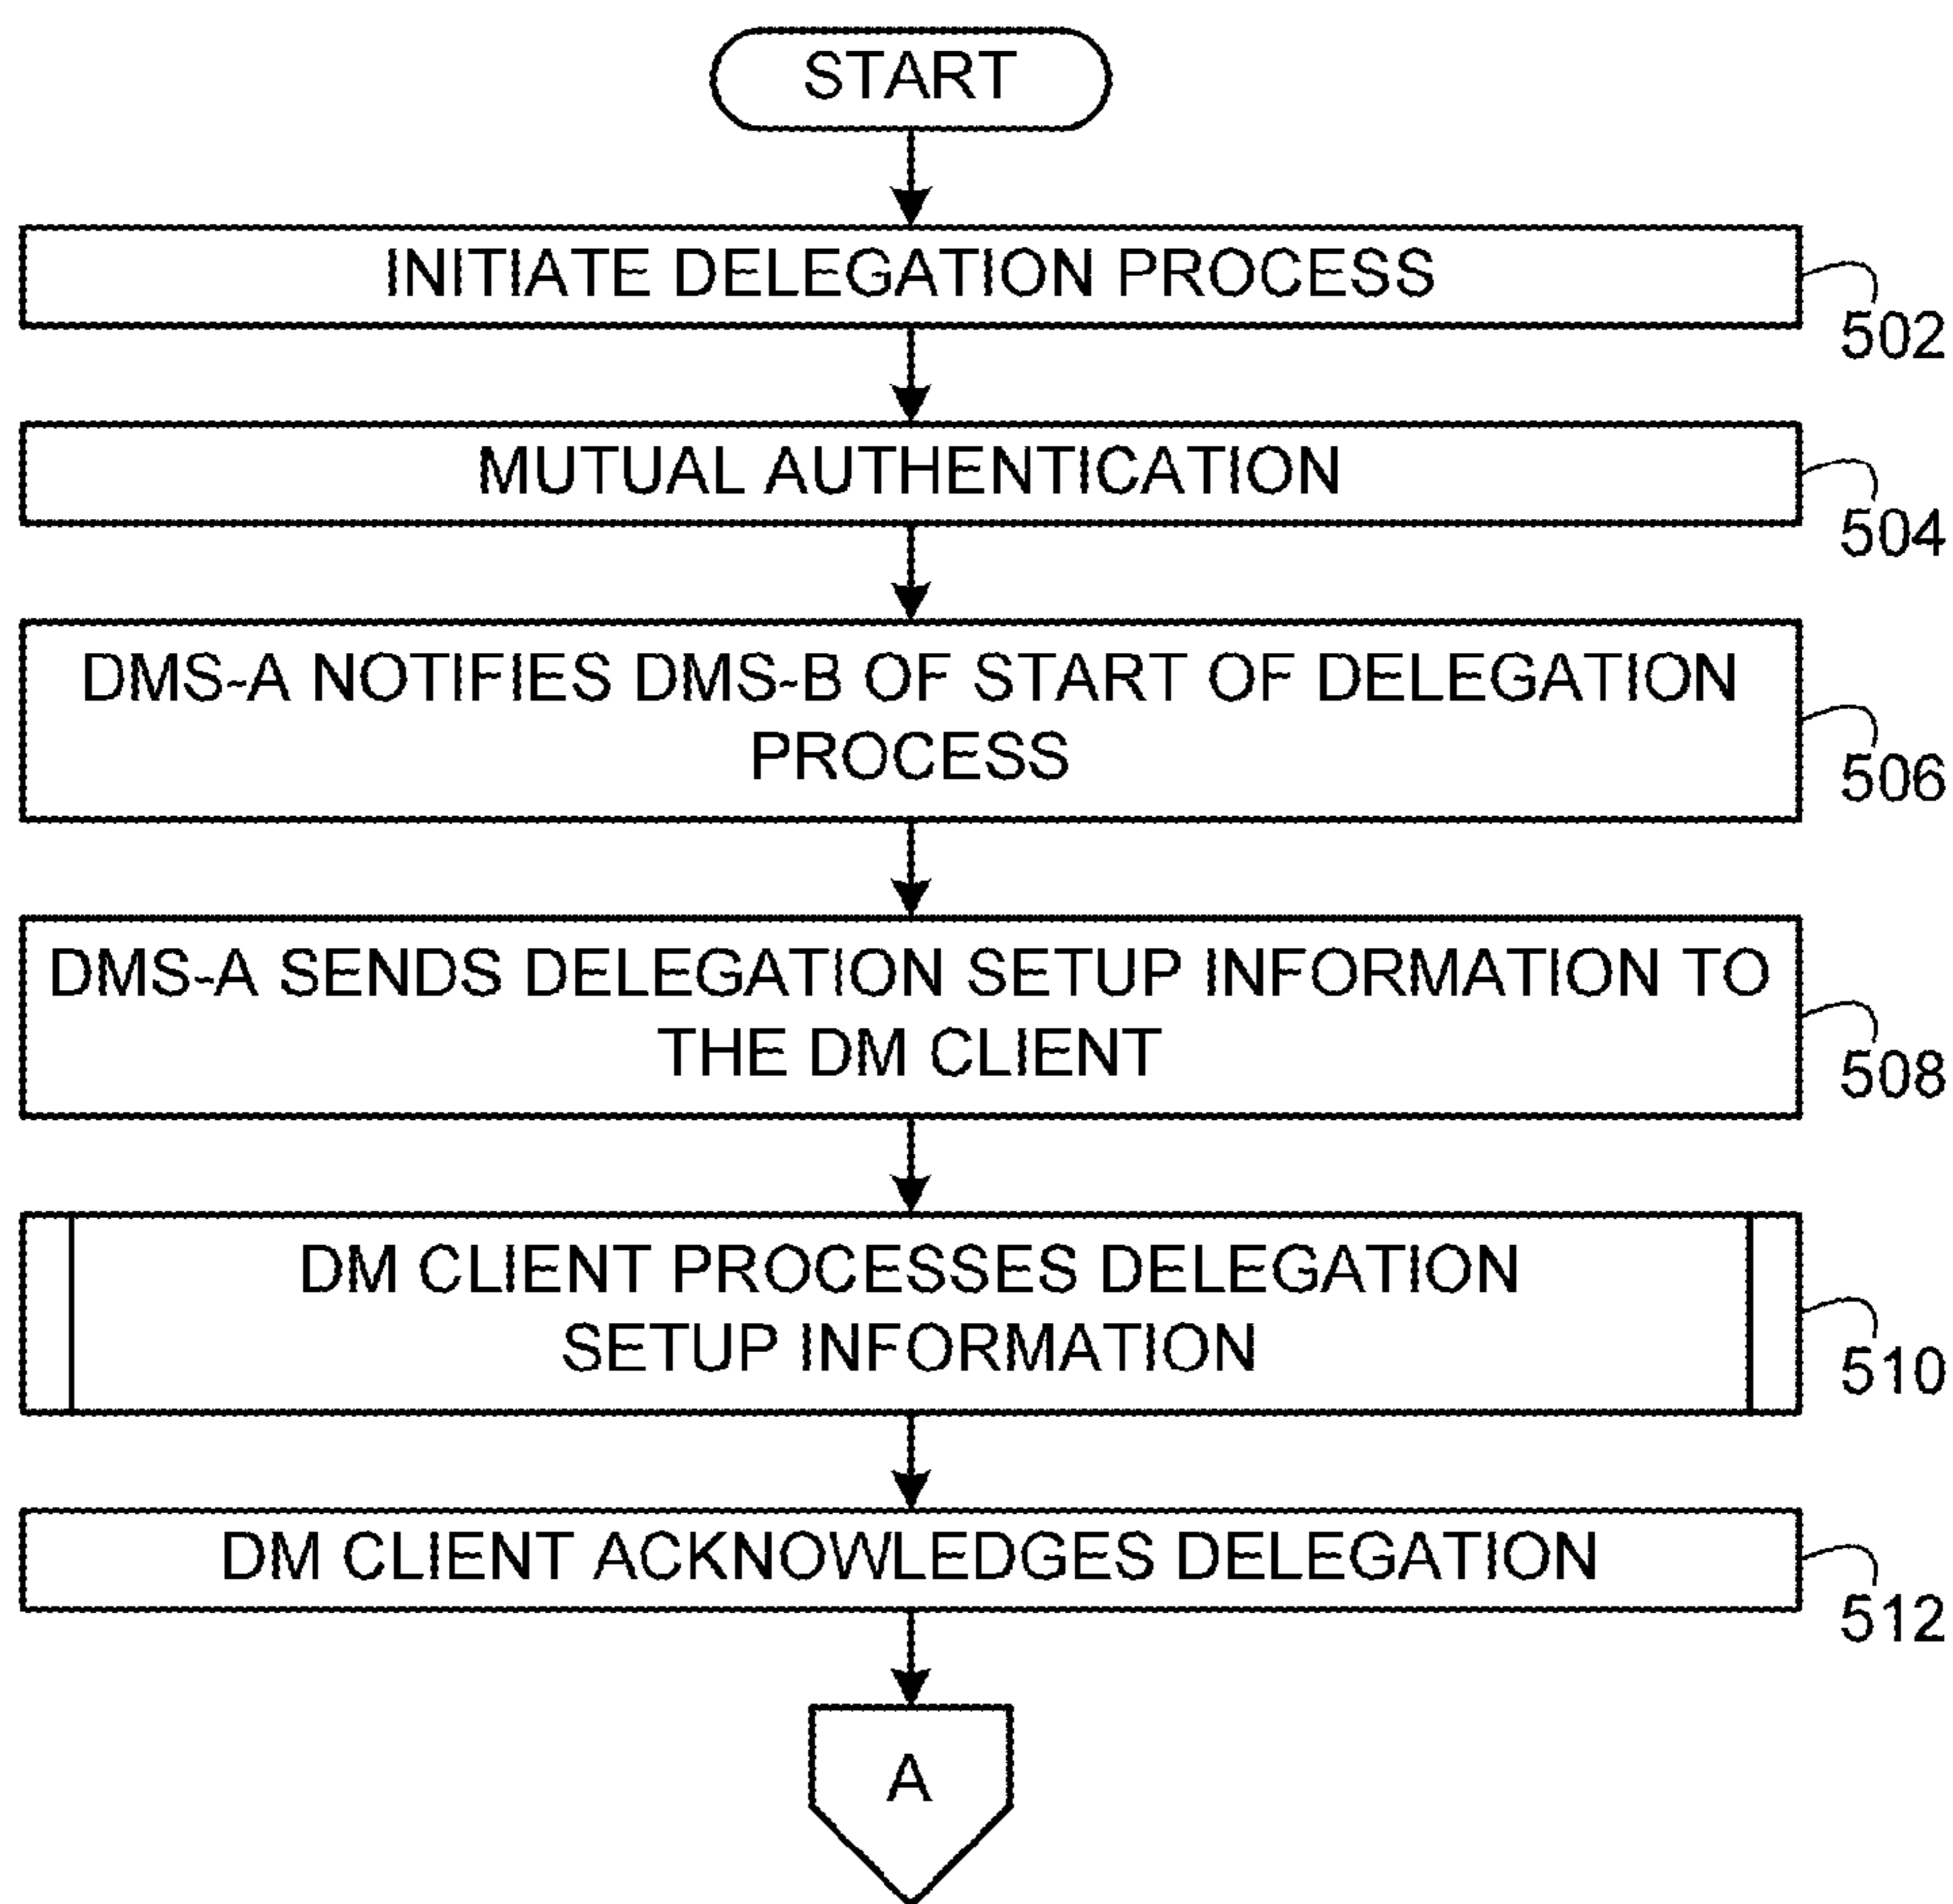 START
INITIATE DELEGATION PROCESS
502
MUTUAL AUTHENTICATION
504
DMS-A NOTIFIES DMS-B OF START OF DELEGATION
PROCESS
506
DMS-A SENDS DELEGATION SETUP INFORMATION TO
THE DM CLIENT
508
DM CLIENT PROCESSES DELEGATION
SETUP INFORMATION
510
DM CLIENT ACKNOWLEDGES DELEGATION
512
A